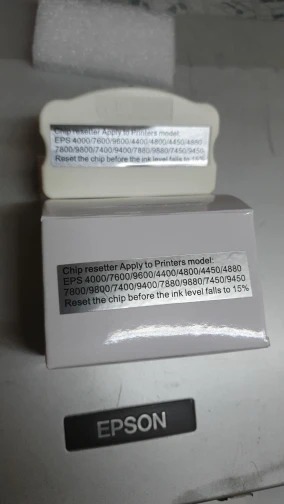 Chip resetter Apply to Printers model:
EPS 4000/7600/9600/4400/4800/4450/4880
7800/9800/7400/9400/7880/9880/7450/9450
Reset the chip before the ink level falls to 15%
Chip resetter Apply to Printers model:
EPS 4000/7600/9600/4400/4800/4450/4880
7800/9800/7400/9400/7880/9880/7450/9450
Reset the chip before the ink level falls to 15%
EPSON